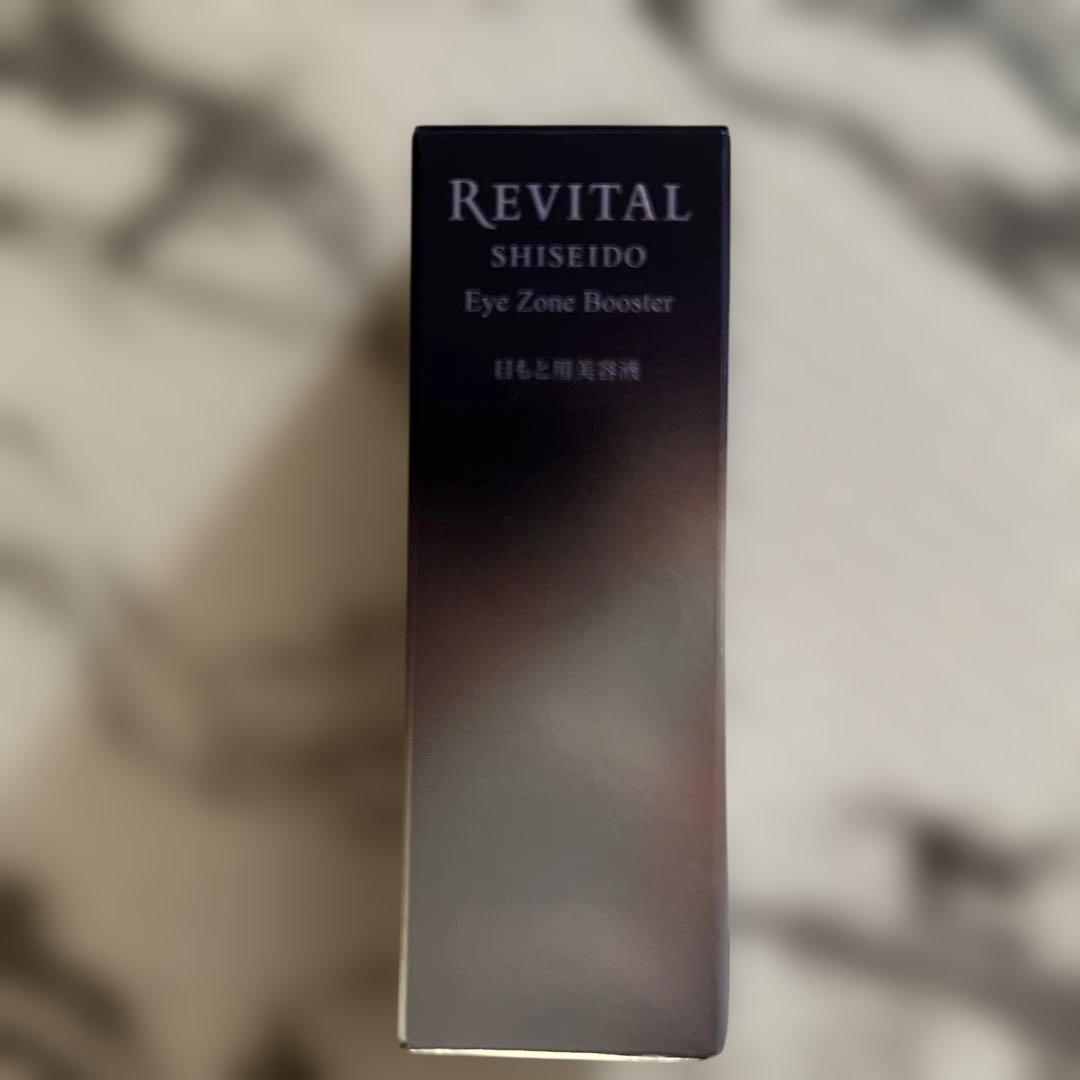 REVITAL
SHISEIDO
Eye Zone Booster
目もと用美容液